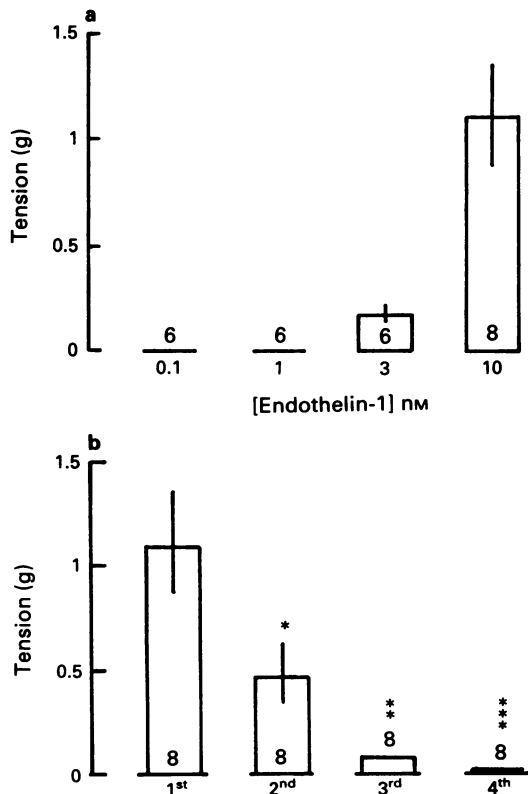 a
1.5
1
Tension (g)
0.5
0
6 6 6 8
0.1 1 3 10
[Endothelin-1] nM
b
1.5
1
Tension (g)
0.5
0
*
**
***
8 8 8 8
1st 2nd 3rd 4th